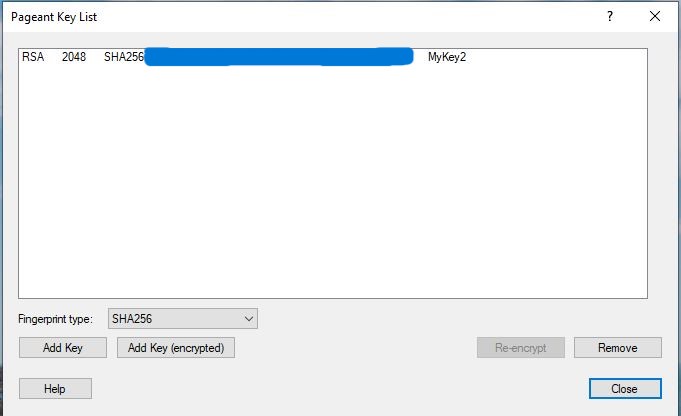 Pageant Key List
RSA 2048 SHA256 MyKey2
Fingerprint type: SHA256
Add Key Add Key (encrypted) Re-encrypt Remove
Help Close